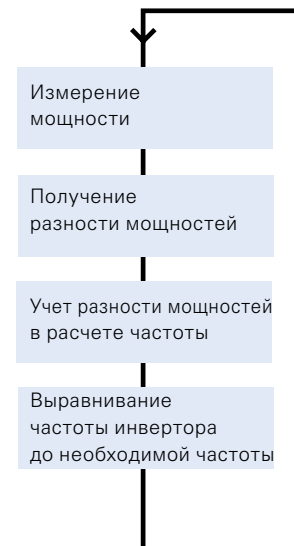 Измерение
мощности
Получение
разности мощностей
Учет разности мощностей
в расчете частоты
Выравнивание
частоты инвертора
до необходимой частоты